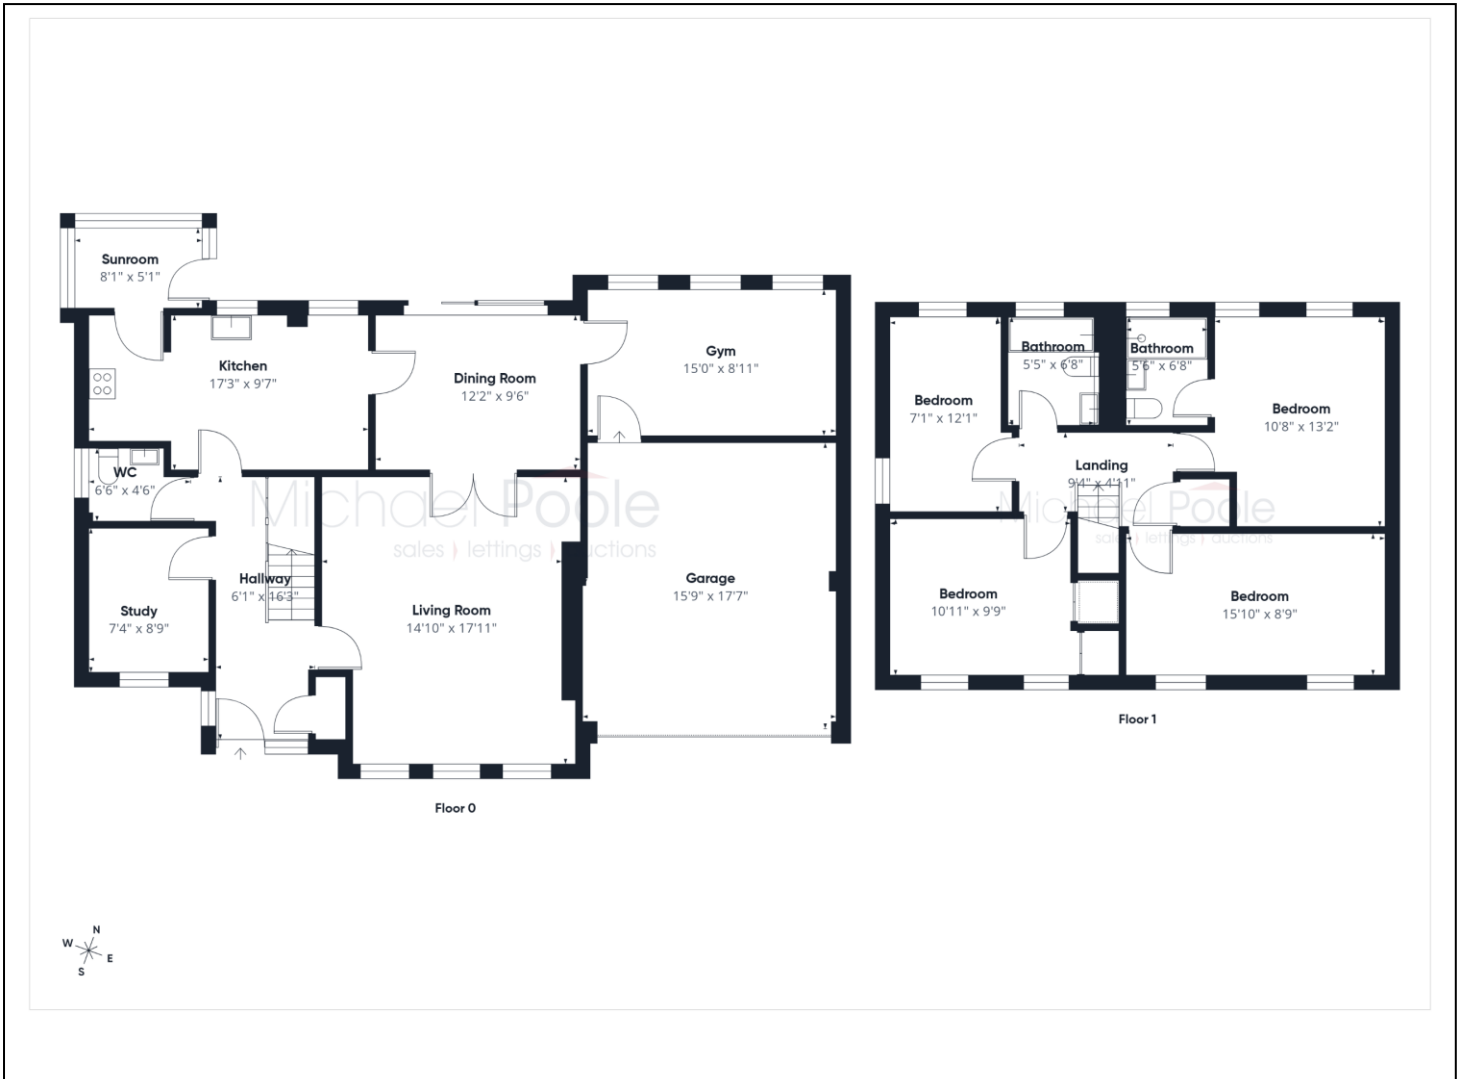 Sunroom
8'1" x 5'1"
Kitchen
17'3" x 9'7"
Dining Room
12'2" x 9'6"
Gym
15'0" x 8'11"
WC
6'6" x 4'6"
Study
7'4" x 8'9"
Hallway
6'1" x 16'3"
Living Room
14'10" x 17'11"
Garage
15'9" x 17'7"
Michael Poole
sales lettings auctions
Floor 0
Bedroom
7'1" x 12'1"
Bathroom
5'5" x 6'8"
Bathroom
5'6" x 6'8"
Bedroom
10'8" x 13'2"
Landing
9'4" x 4'11"
Michael Poole
sales lettings auctions
Bedroom
10'11" x 9'9"
Bedroom
15'10" x 8'9"
Floor 1
N
W
E
S